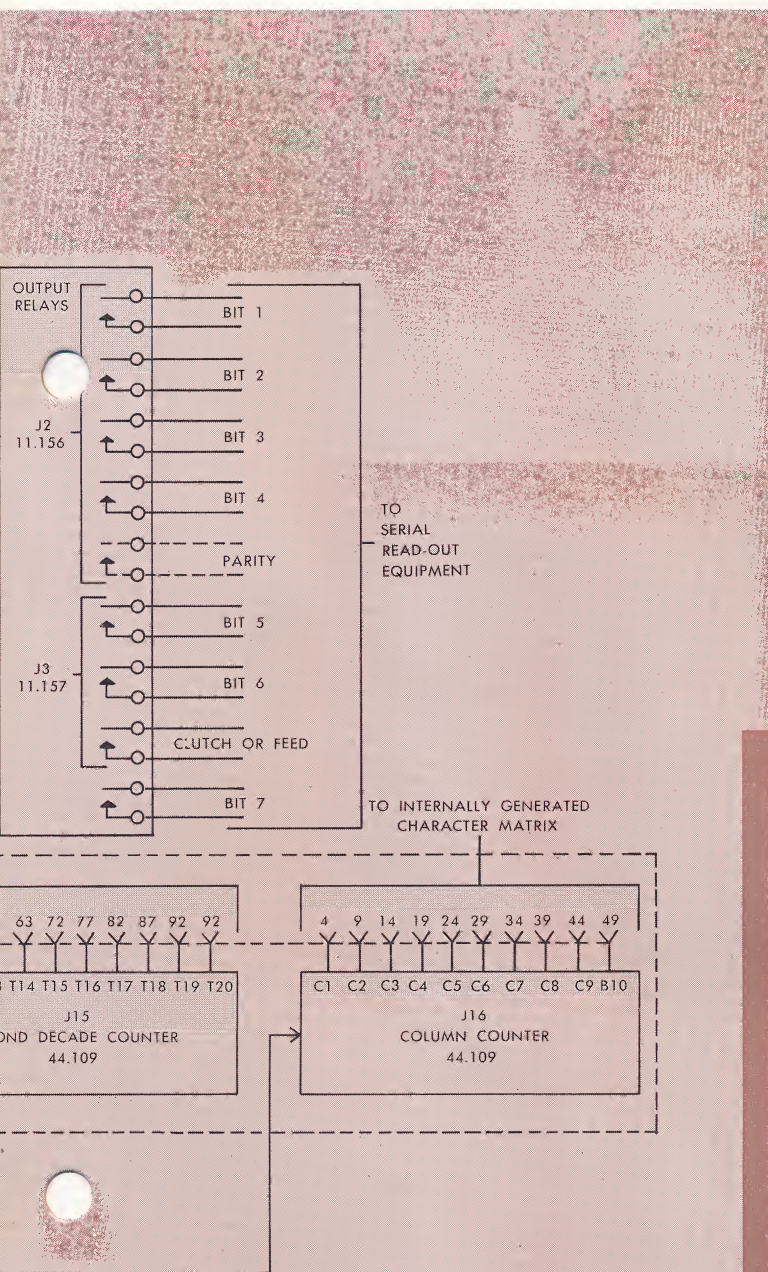 OUTPUT
RELAYS
BIT 1
BIT 2
J2
11.156
BIT 3
BIT 4
TO
SERIAL
READ-OUT
EQUIPMENT
PARITY
BIT 5
J3
11.157
BIT 6
CLUTCH OR FEED
BIT 7
TO INTERNALLY GENERATED
CHARACTER MATRIX
63 72 77 82 87 92 92
T14 T15 T16 T17 T18 T19 T20
J15
OND DECADE COUNTER
44.109
4 9 14 19 24 29 34 39 44 49
C1 C2 C3 C4 C5 C6 C7 C8 C9 B10
J16
COLUMN COUNTER
44.109